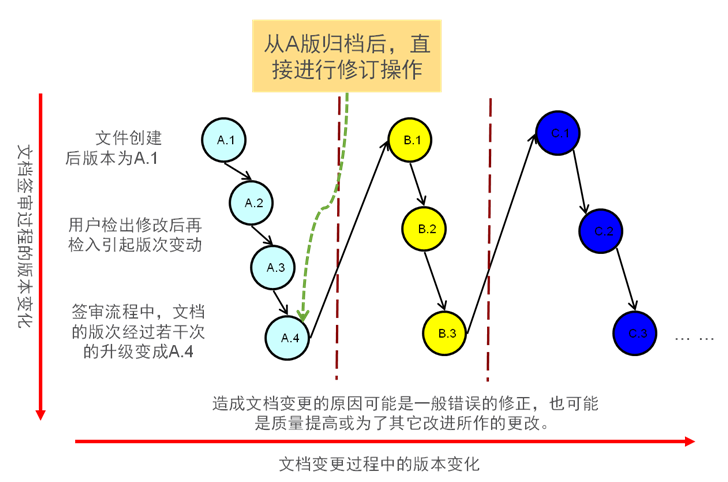 从A版归档后，直
接进行修订操作
文档签审过程的版本变化
文件创建
后版本为A.1
用户检出修改后再
检入引起版次变动
签审流程中，文档
的版次经过若干次
的升级变成A.4
A.1
A.2
A.3
A.4
B.1
B.2
B.3
C.1
C.2
C.3
… …
造成文档变更的原因可能是一般错误的修正，也可能
是质量提高或为了其它改进所作的更改。
文档变更过程中的版本变化